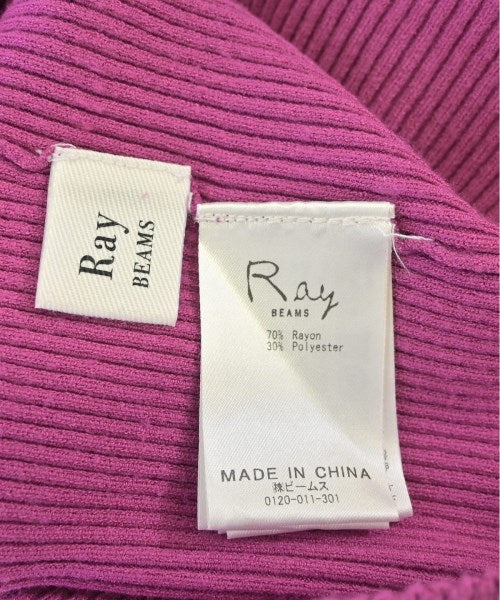 Ray
BEAMS
Ray
BEAMS
70% Rayon
30% Polyester
MADE IN CHINA
㈱ビームス
0120-011-301